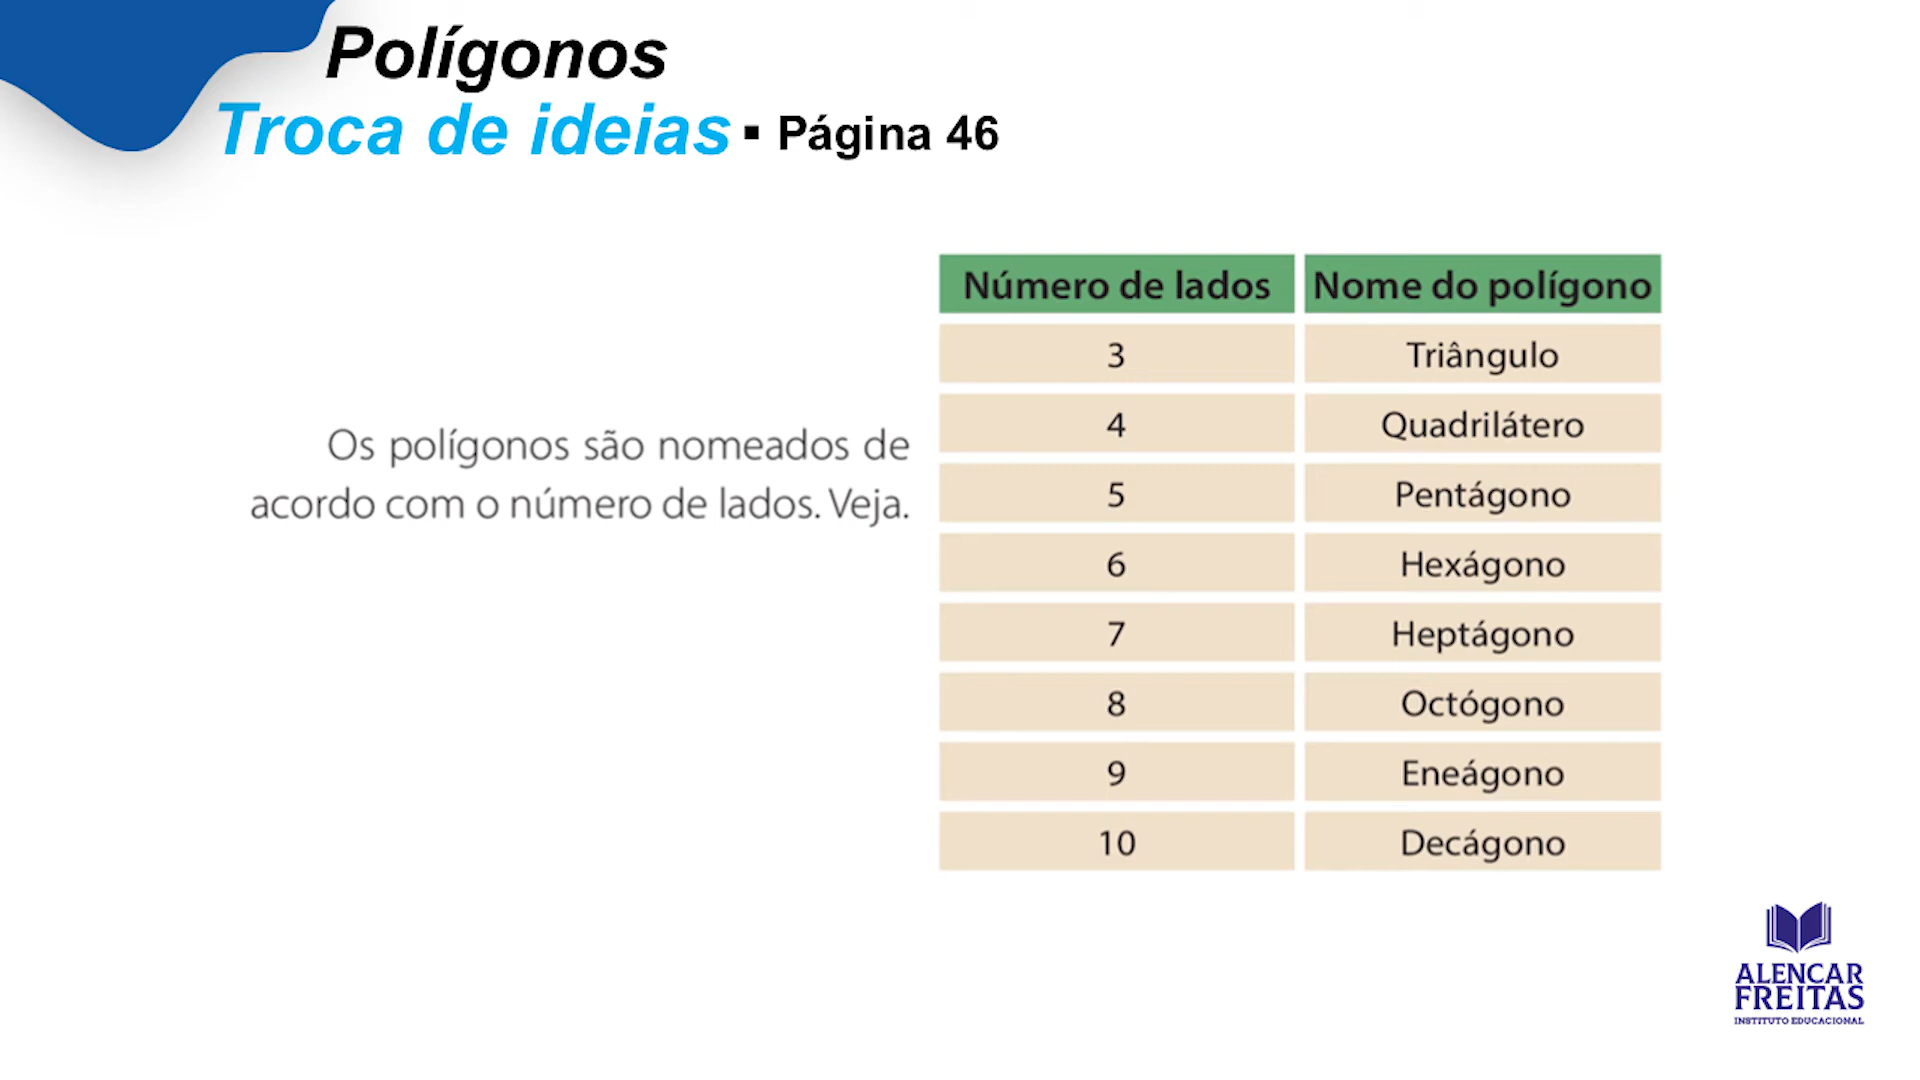 Polígonos
Troca de ideias ▪ Página 46
Os polígonos são nomeados de
acordo com o número de lados. Veja.
Número de lados Nome do polígono
3 Triângulo
4 Quadrilátero
5 Pentágono
6 Hexágono
7 Heptágono
8 Octógono
9 Eneágono
10 Decágono
ALENCAR
FREITAS
INSTITUTO EDUCACIONAL